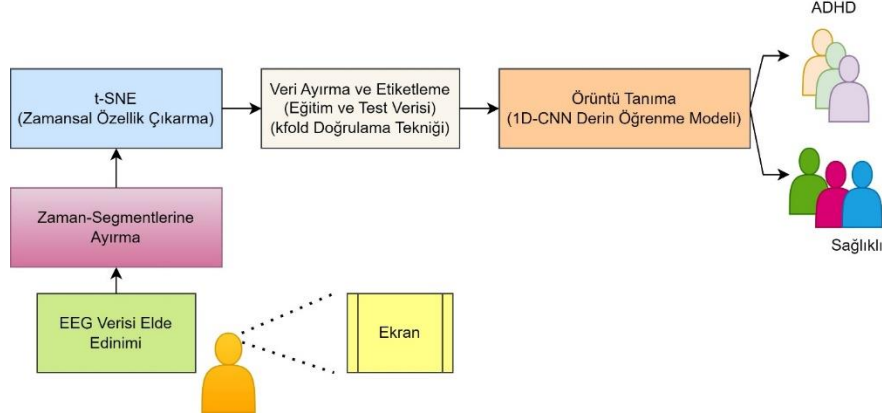 ADHD
t-SNE
(Zamansal Özellik Çıkarma)
Veri Ayırma ve Etiketleme
(Eğitim ve Test Verisi)
(kfold Doğrulama Tekniği)
Örüntü Tanıma
(1D-CNN Derin Öğrenme Modeli)
Zaman-Segmentlerine
Ayırma
Sağlıklı
EEG Verisi Elde
Edinimi
Ekran